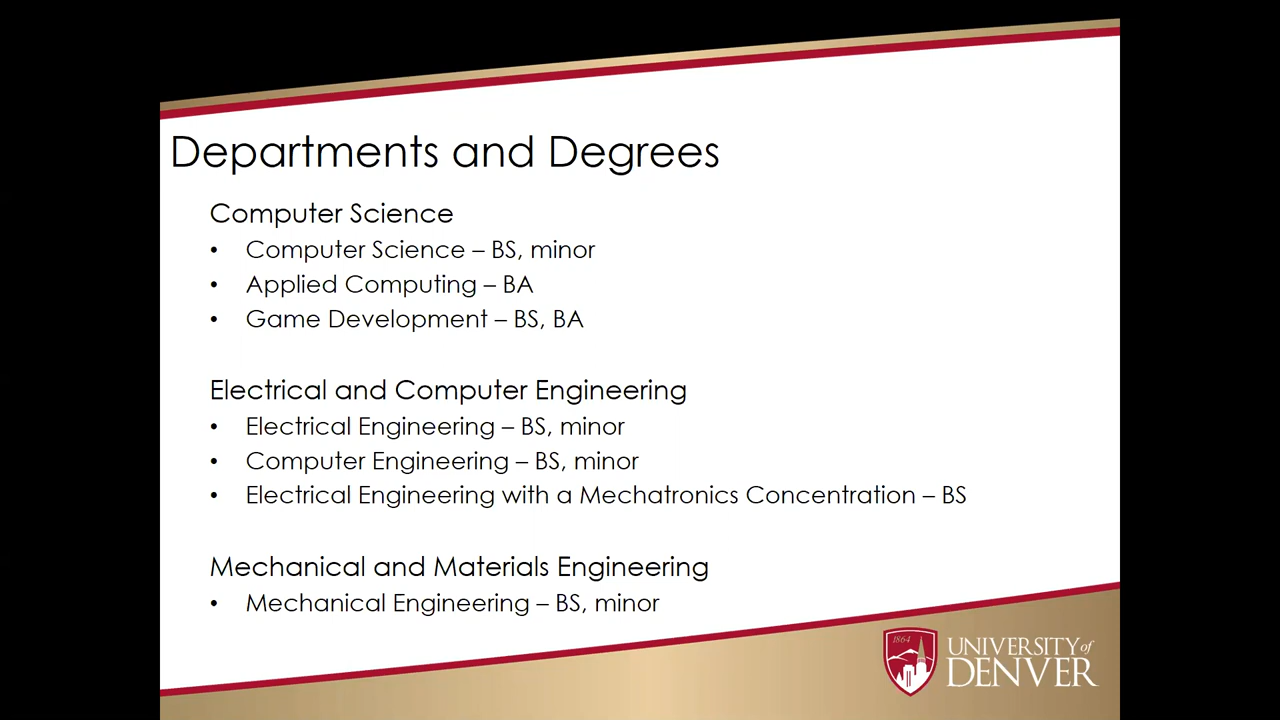 Departments and Degrees
Computer Science
• Computer Science – BS, minor
• Applied Computing – BA
• Game Development – BS, BA
Electrical and Computer Engineering
• Electrical Engineering – BS, minor
• Computer Engineering – BS, minor
• Electrical Engineering with a Mechatronics Concentration – BS
Mechanical and Materials Engineering
• Mechanical Engineering – BS, minor
1864
UNIVERSITY of
DENVER